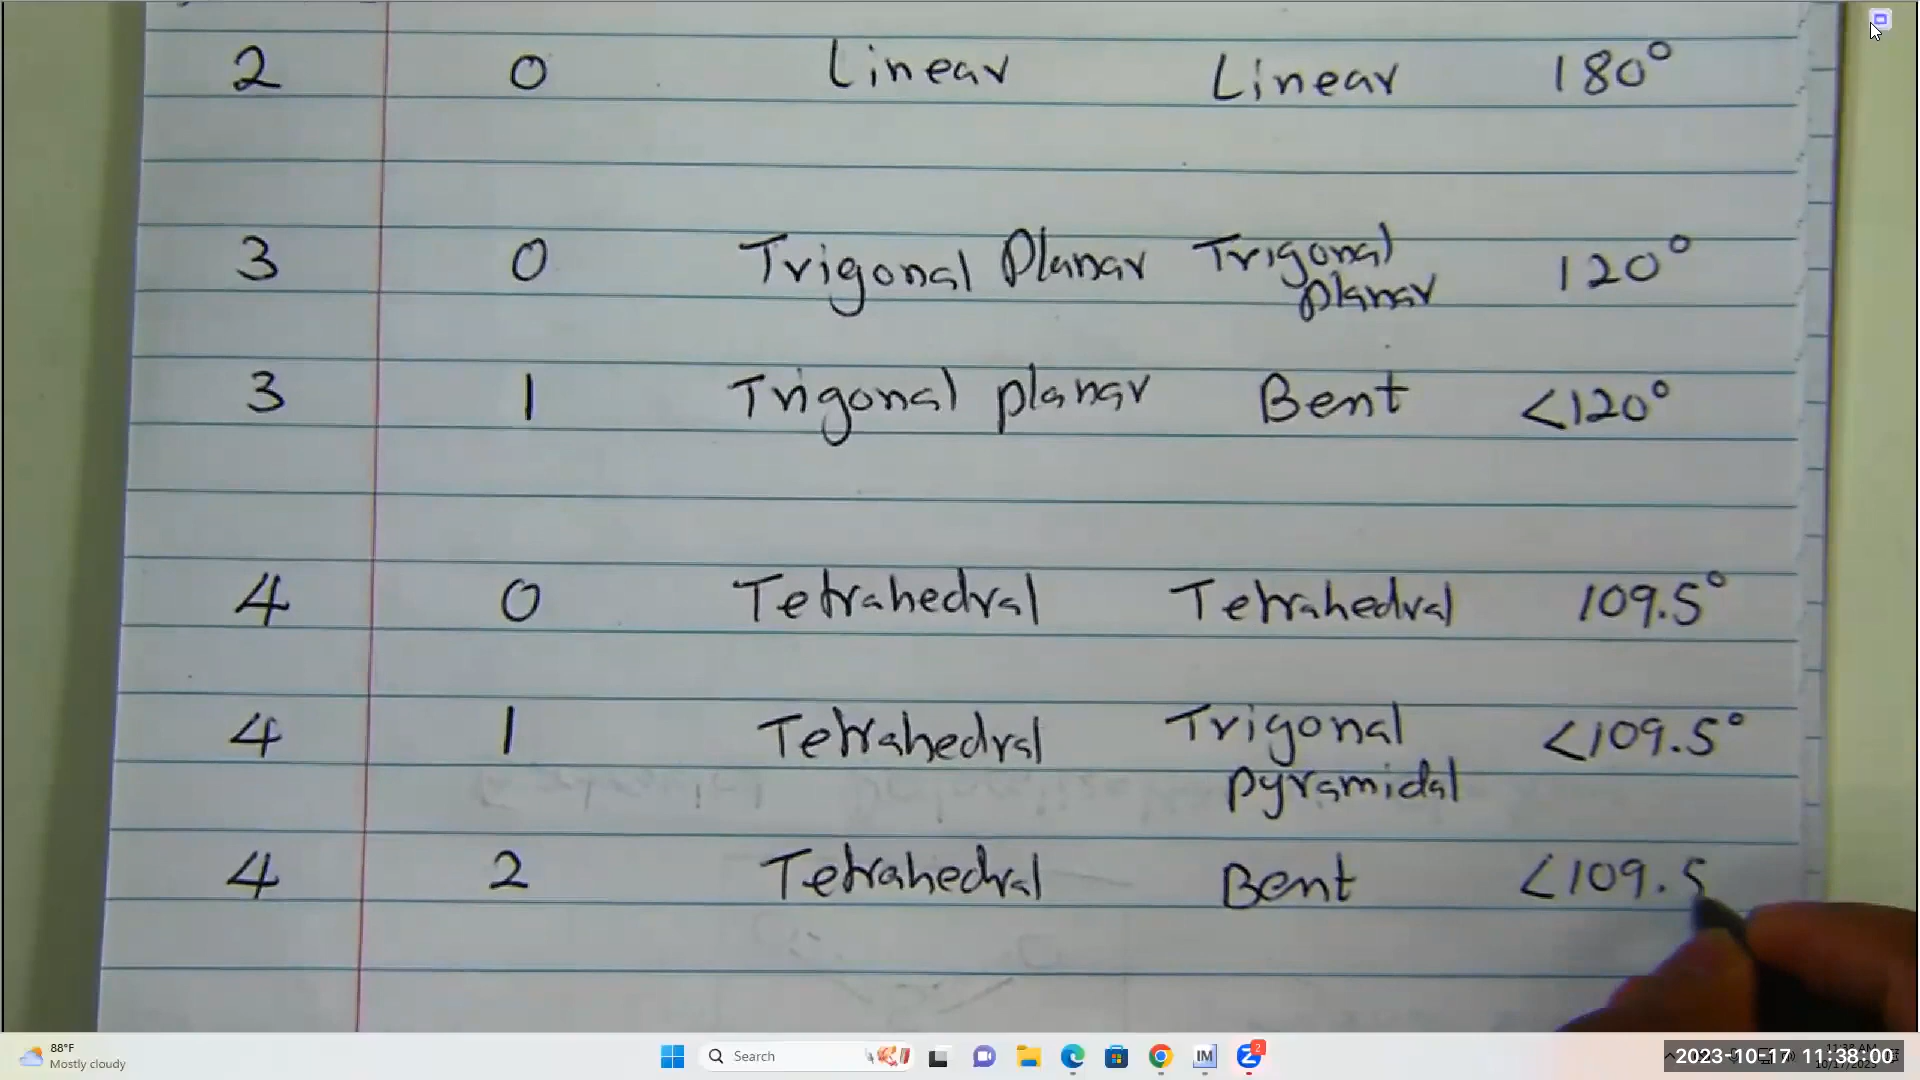 2 0 Linear Linear 180°
3 0 Trigonal Planar Trigonal planar 120°
3 1 Trigonal planar Bent <120°
4 0 Tetrahedral Tetrahedral 109.5°
4 1 Tetrahedral Trigonal pyramidal <109.5°
4 2 Tetrahedral Bent <109.5
88°F
Mostly cloudy
Search
IM
2
2023-10-17 11:38:00